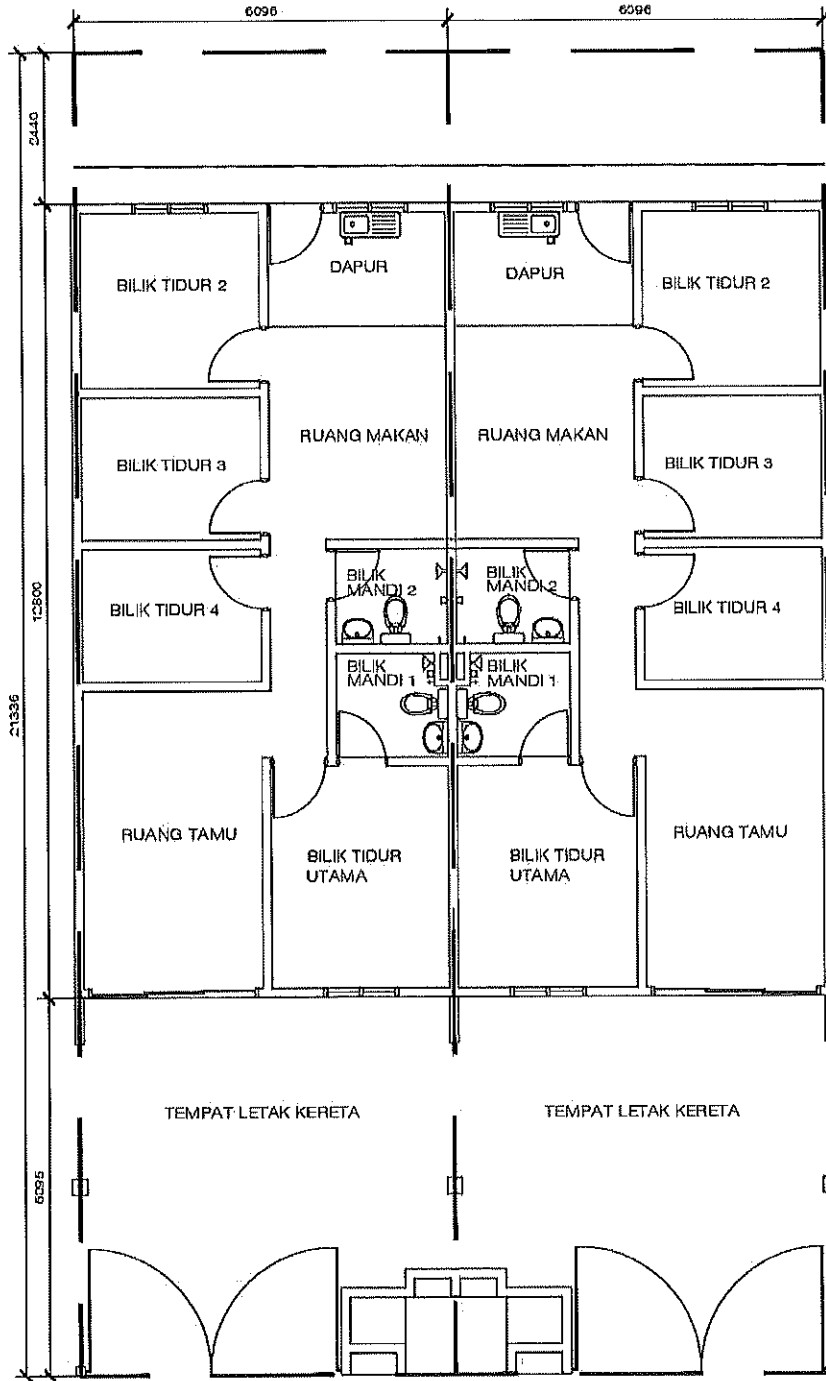 6096 6096
2440
DAPUR DAPUR
BILIK TIDUR 2 BILIK TIDUR 2
RUANG MAKAN RUANG MAKAN
BILIK TIDUR 3 BILIK TIDUR 3
BILIK MANDI 2 BILIK MANDI 2
12800
BILIK TIDUR 4 BILIK TIDUR 4
BILIK MANDI 1 BILIK MANDI 1
21336
RUANG TAMU RUANG TAMU
BILIK TIDUR UTAMA BILIK TIDUR UTAMA
TEMPAT LETAK KERETA TEMPAT LETAK KERETA
6095